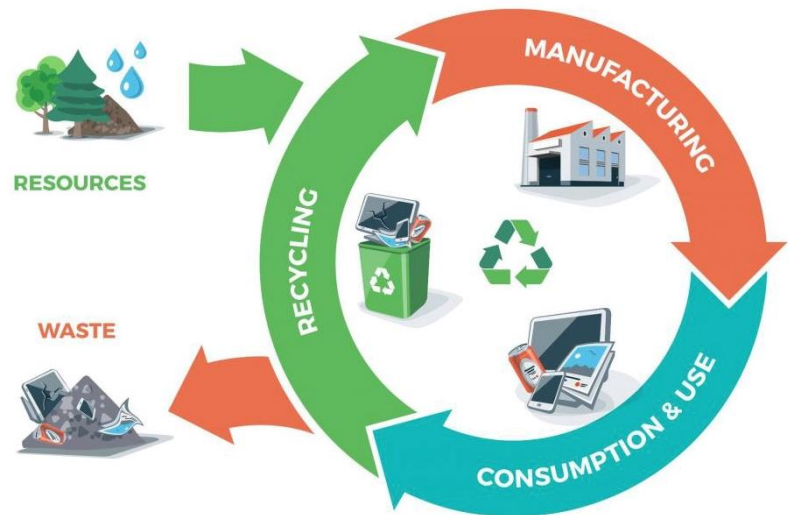 MANUFACTURING
RESOURCES
RECYCLING
WASTE
CONSUMPTION & USE